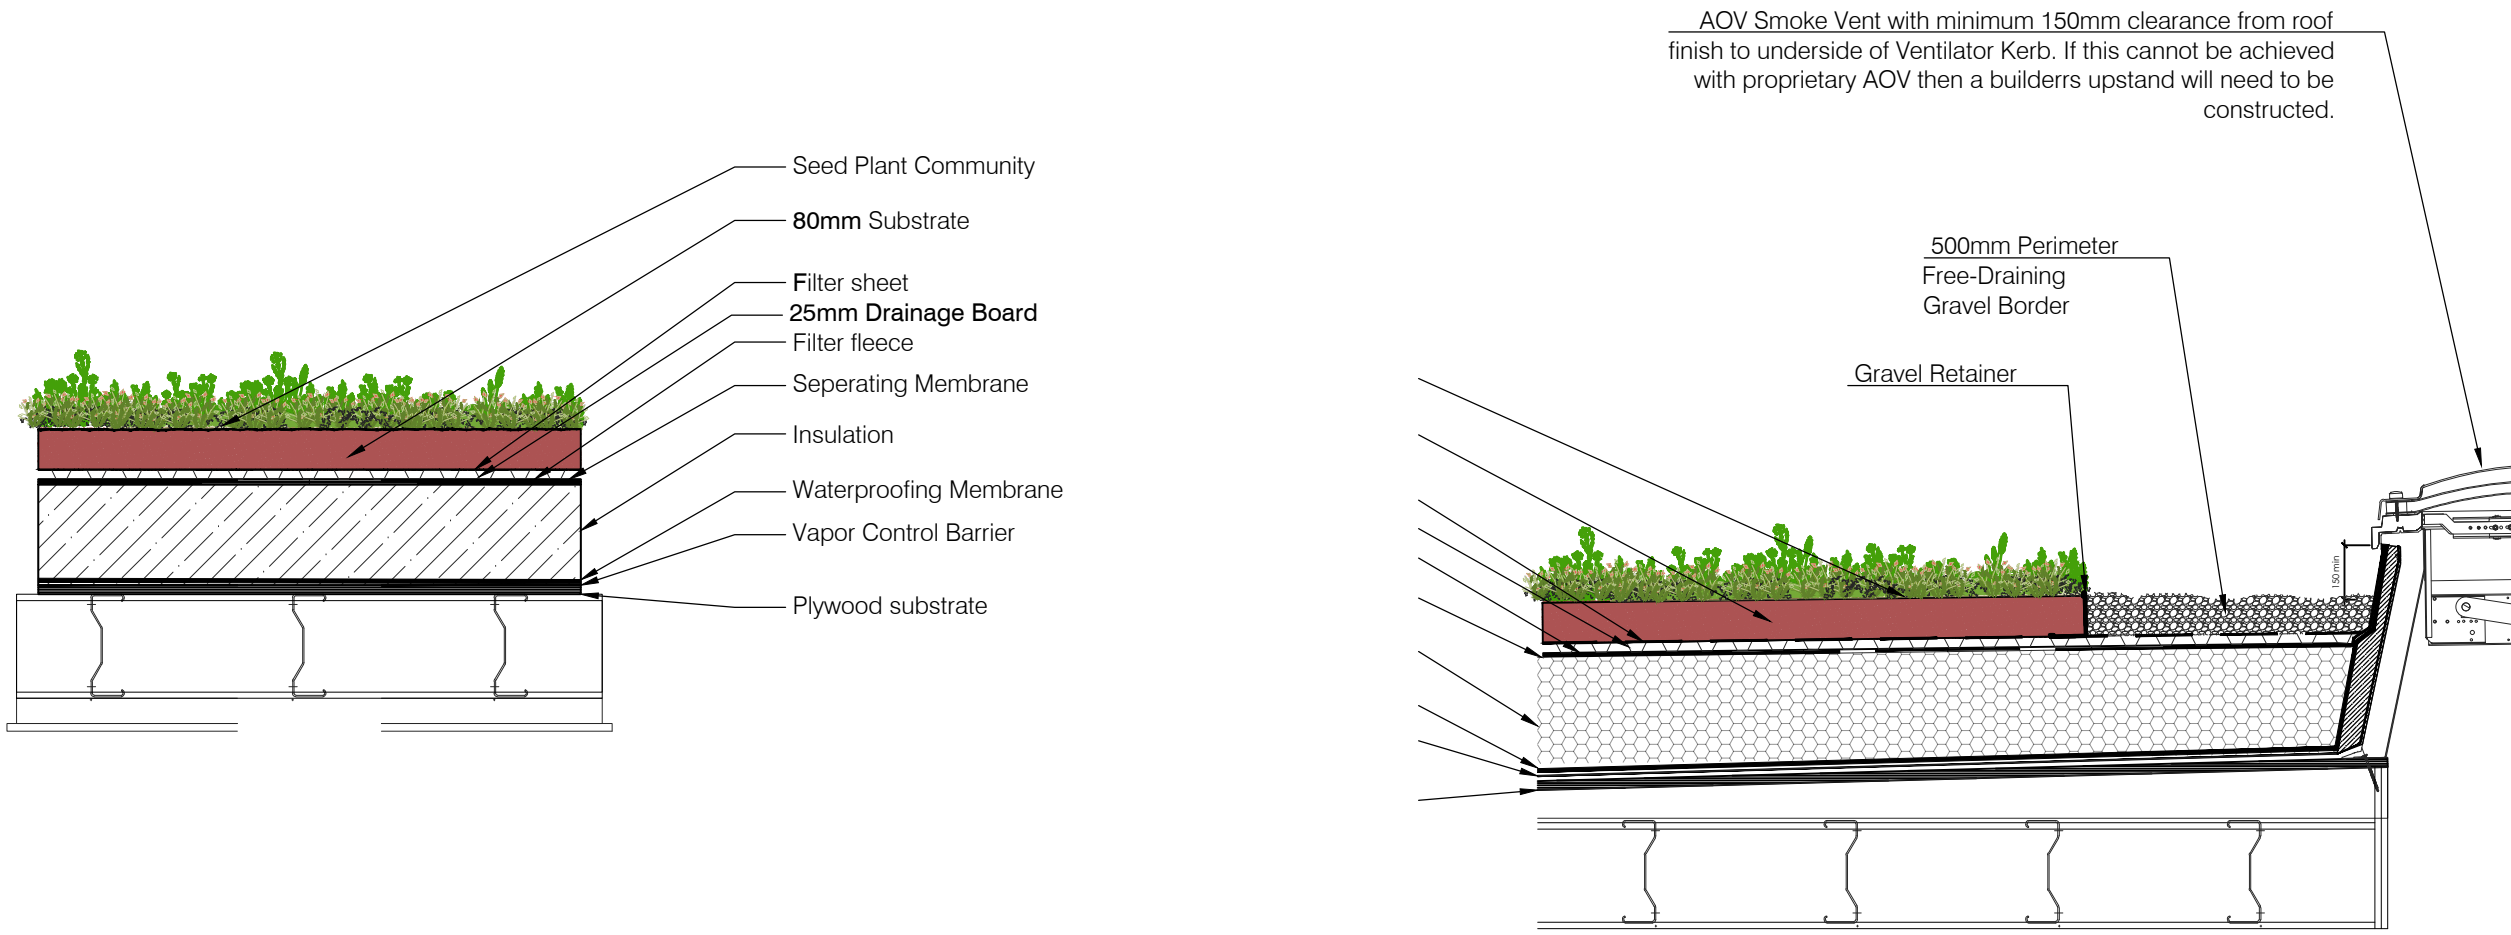 Seed Plant Community
80mm Substrate
Filter sheet
25mm Drainage Board
Filter fleece
Seperating Membrane
Insulation
Waterproofing Membrane
Vapor Control Barrier
Plywood substrate
AOV Smoke Vent with minimum 150mm clearance from roof
finish to underside of Ventilator Kerb. If this cannot be achieved
with proprietary AOV then a builderrs upstand will need to be
constructed.
500mm Perimeter
Free-Draining
Gravel Border
Gravel Retainer
150 min